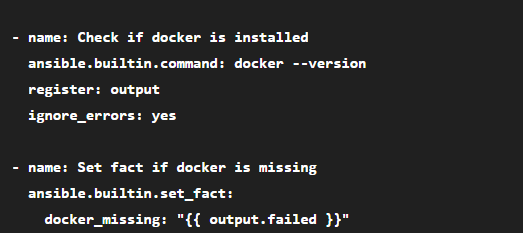 - name: Check if docker is installed
  ansible.builtin.command: docker --version
  register: output
  ignore_errors: yes

- name: Set fact if docker is missing
  ansible.builtin.set_fact:
    docker_missing: "{{ output.failed }}"